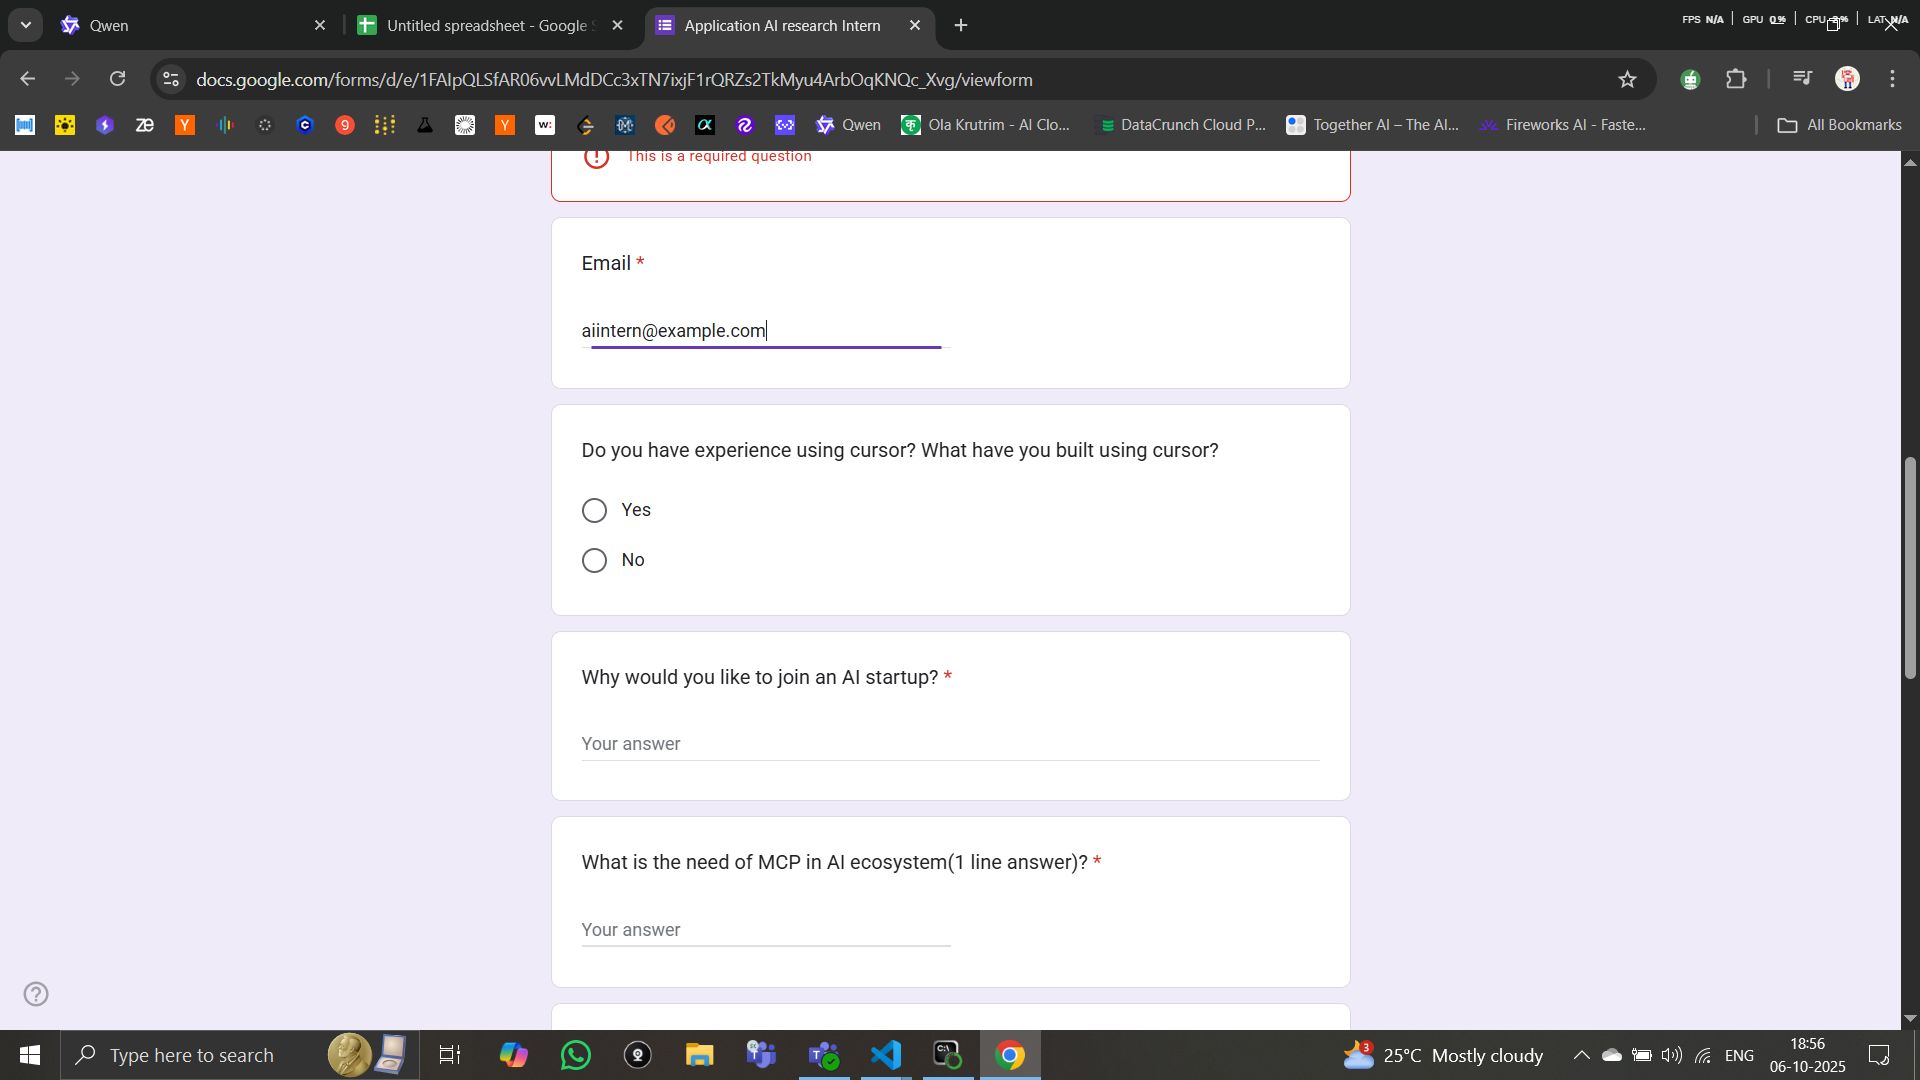 Qwen
Untitled spreadsheet - Google S
Application AI research Intern
FPS N/A GPU 0% CPU 2% LAT N/A
docs.google.com/forms/d/e/1FAIpQLSfAR06vvLMdDCc3xTN7ixjF1rQRZs2TkMyu4ArbOqKNQc_Xvg/viewform
Qwen
Ola Krutrim - AI Clo...
DataCrunch Cloud P...
Together AI – The AI...
Fireworks AI - Faste...
All Bookmarks
This is a required question
Email *
aiintern@example.com
Do you have experience using cursor? What have you built using cursor?
Yes
No
Why would you like to join an AI startup? *
Your answer
What is the need of MCP in AI ecosystem(1 line answer)? *
Your answer
Type here to search
3
25°C Mostly cloudy
ENG
18:56
06-10-2025